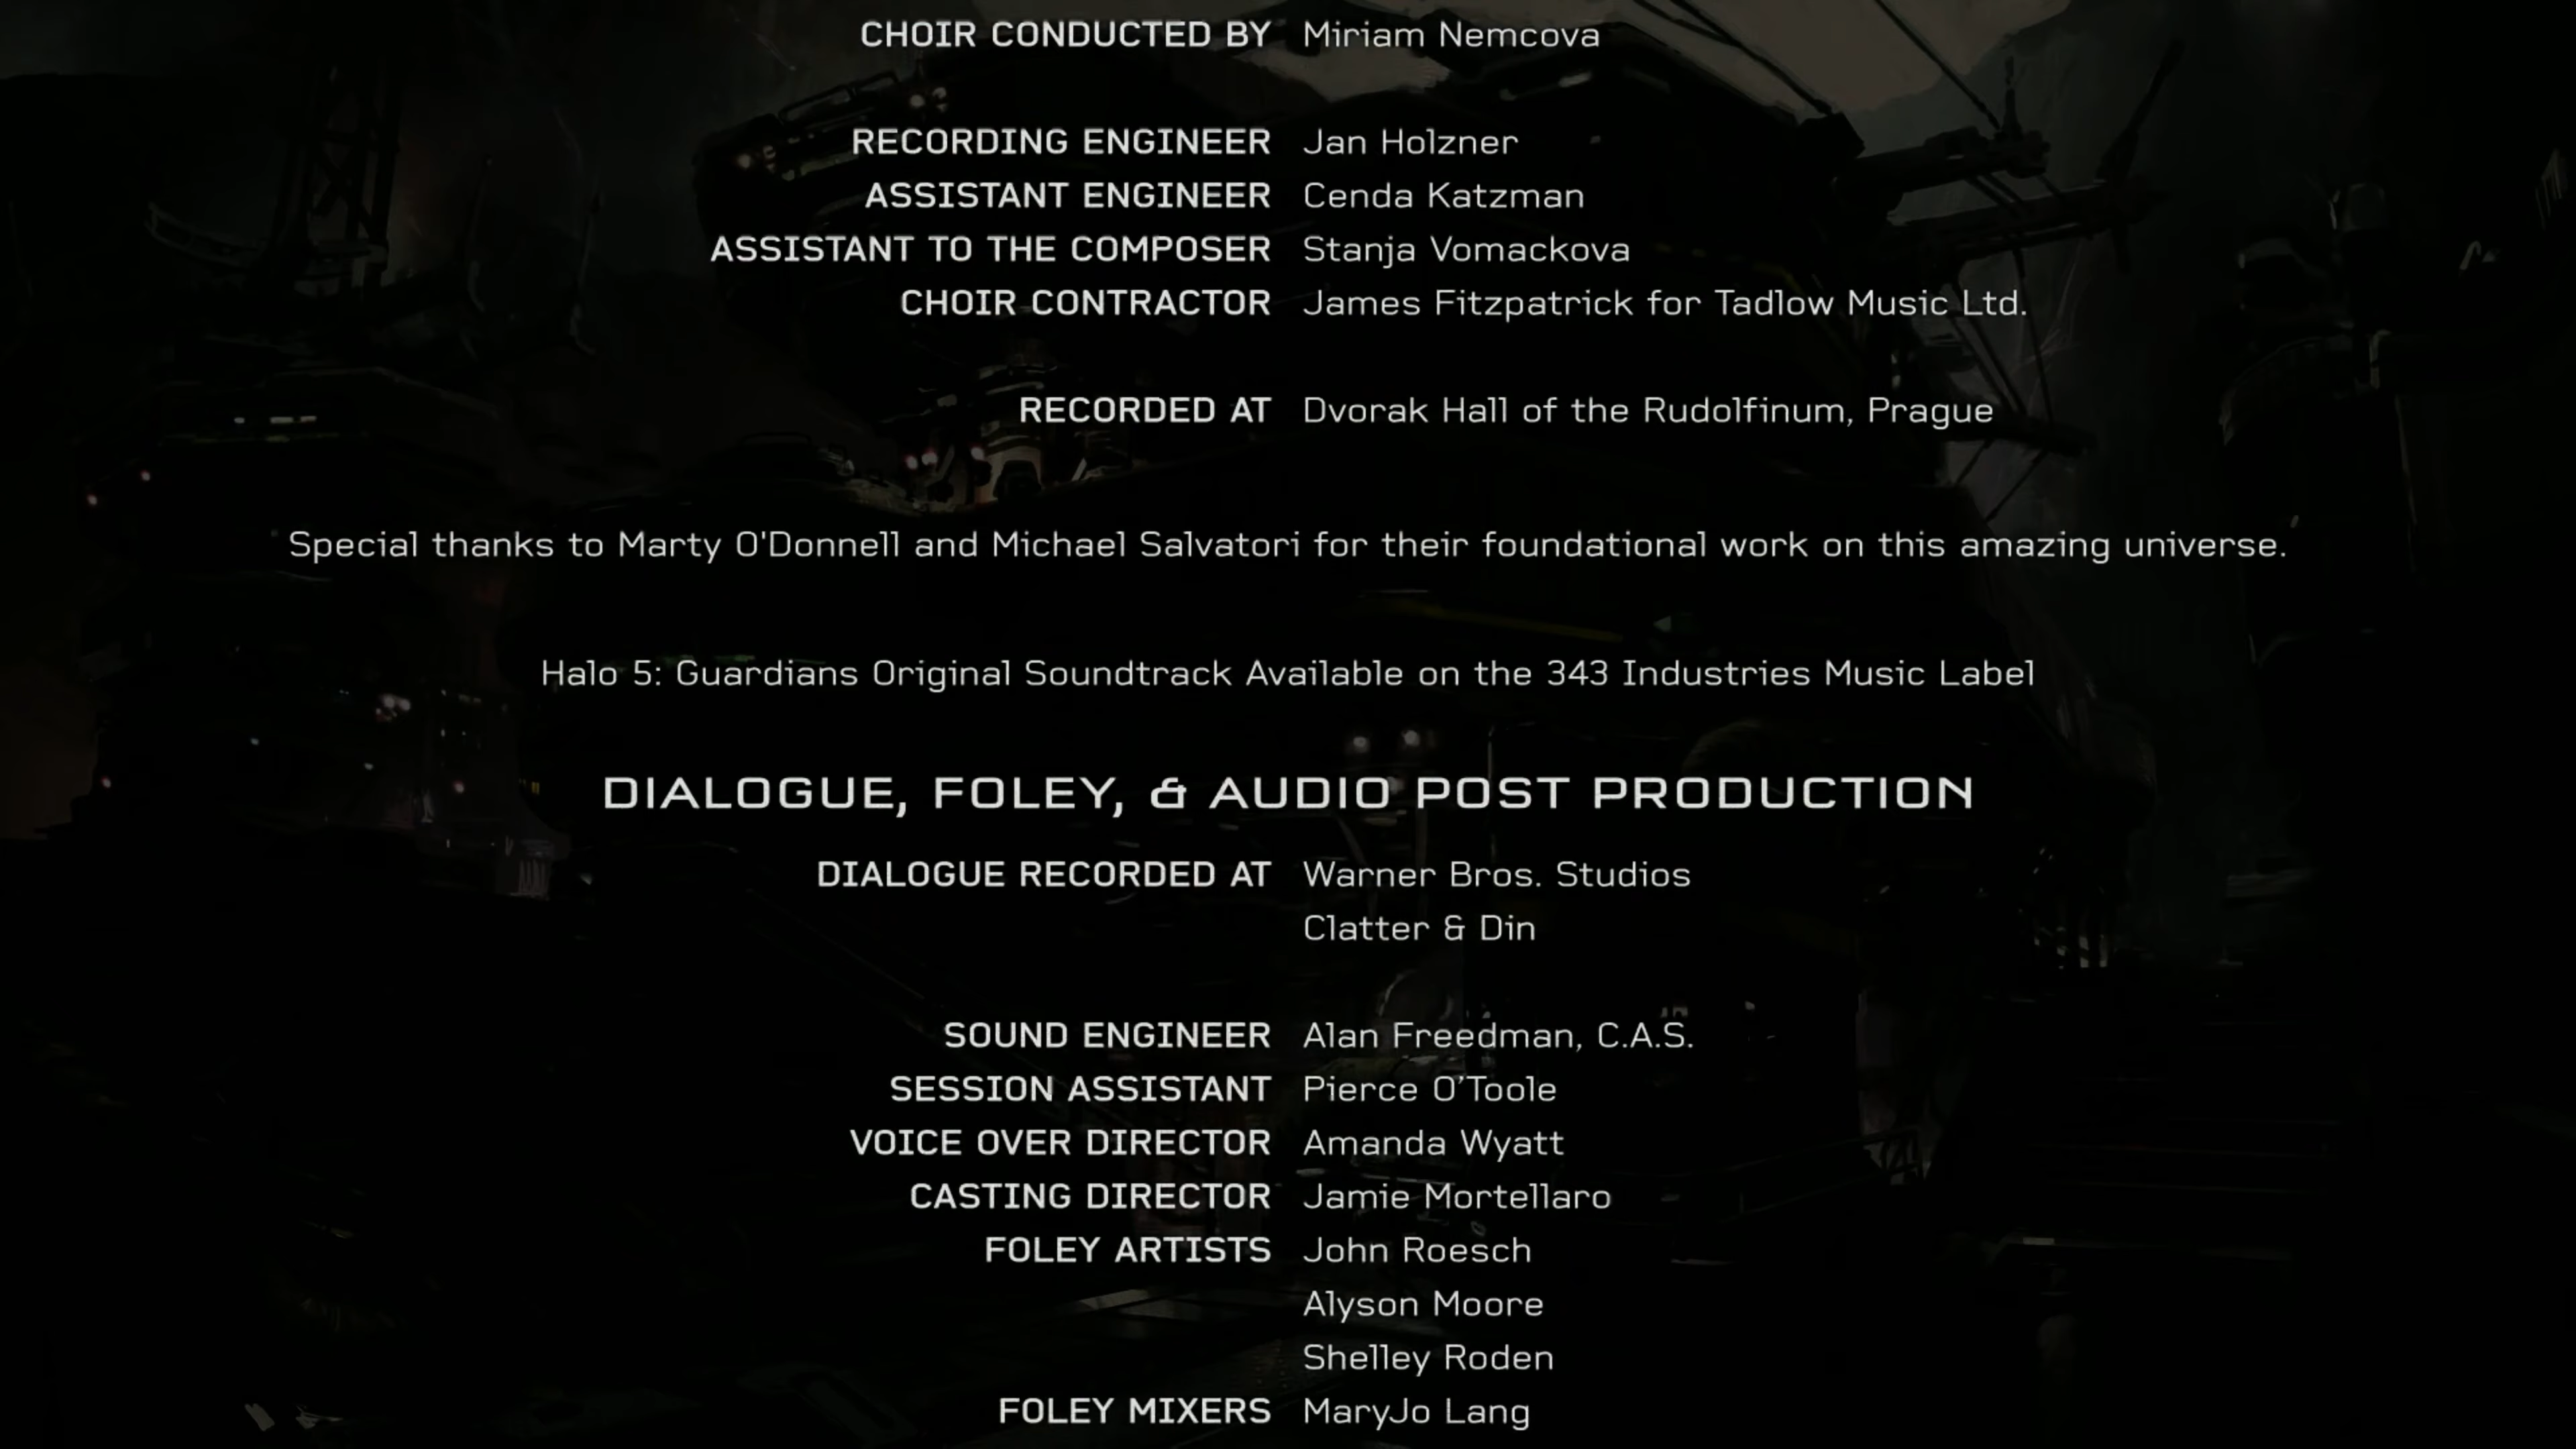 CHOIR CONDUCTED BY Miriam Nemcova
RECORDING ENGINEER Jan Holzner
ASSISTANT ENGINEER Cenda Katzman
ASSISTANT TO THE COMPOSER Stanja Vomackova
CHOIR CONTRACTOR James Fitzpatrick for Tadlow Music Ltd.
RECORDED AT Dvorak Hall of the Rudolfinum, Prague
Special thanks to Marty O'Donnell and Michael Salvatori for their foundational work on this amazing universe.
Halo 5: Guardians Original Soundtrack Available on the 343 Industries Music Label
DIALOGUE, FOLEY, & AUDIO POST PRODUCTION
DIALOGUE RECORDED AT Warner Bros. Studios
Clatter & Din
SOUND ENGINEER Alan Freedman, C.A.S.
SESSION ASSISTANT Pierce O'Toole
VOICE OVER DIRECTOR Amanda Wyatt
CASTING DIRECTOR Jamie Mortellaro
FOLEY ARTISTS John Roesch
Alyson Moore
Shelley Roden
FOLEY MIXERS MaryJo Lang